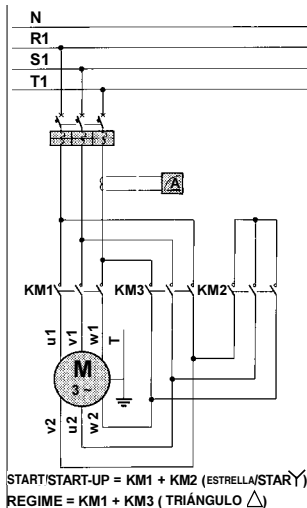 N
R1
S1
T1
A
KM1 KM3 KM2
u1 v1 w1 T
M
3 ~
v2 u2 w2
START/START-UP = KM1 + KM2 (ESTRELLA/STAR Y)
REGIME = KM1 + KM3 ( TRIÁNGULO △)